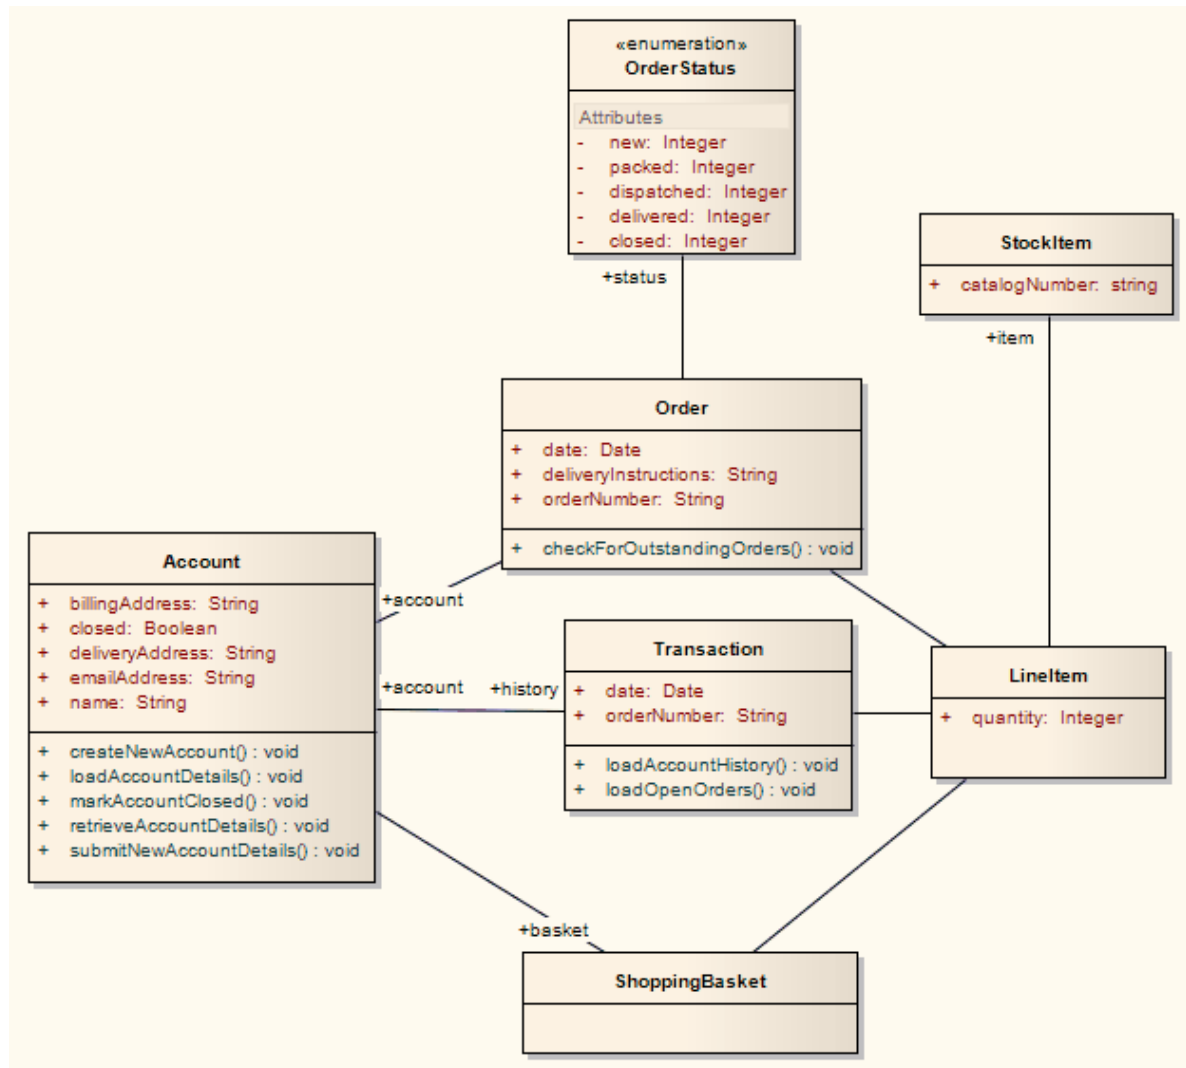 «enumeration»
OrderStatus
Attributes
- new: Integer
- packed: Integer
- dispatched: Integer
- delivered: Integer
- closed: Integer
+status
StockItem
+ catalogNumber: string
+item
Order
+ date: Date
+ deliveryInstructions: String
+ orderNumber: String
+ checkForOutstandingOrders() : void
Account
+ billingAddress: String
+ closed: Boolean
+ deliveryAddress: String
+ emailAddress: String
+ name: String
+ createNewAccount() : void
+ loadAccountDetails() : void
+ markAccountClosed() : void
+ retrieveAccountDetails() : void
+ submitNewAccountDetails() : void
+account
+account
+history
Transaction
+ date: Date
+ orderNumber: String
+ loadAccountHistory() : void
+ loadOpenOrders() : void
LineItem
+ quantity: Integer
+basket
ShoppingBasket